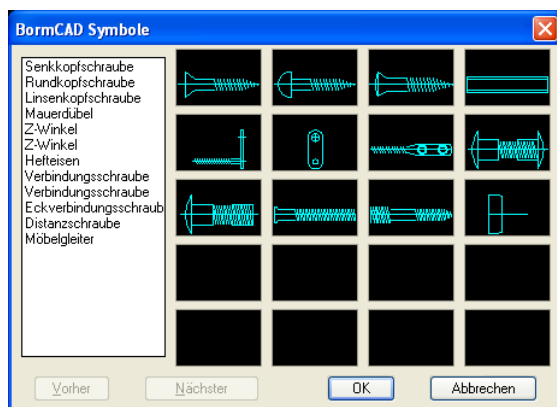 BormCAD Symbole
Senkkopfschraube
Rundkopfschraube
Linsenkopfschraube
Mauerdübel
Z-Winkel
Z-Winkel
Hefteisen
Verbindungsschraube
Verbindungsschraube
Eckverbindungsschraub
Distanzschraube
Möbelgleiter
Vorher
Nächster
OK
Abbrechen